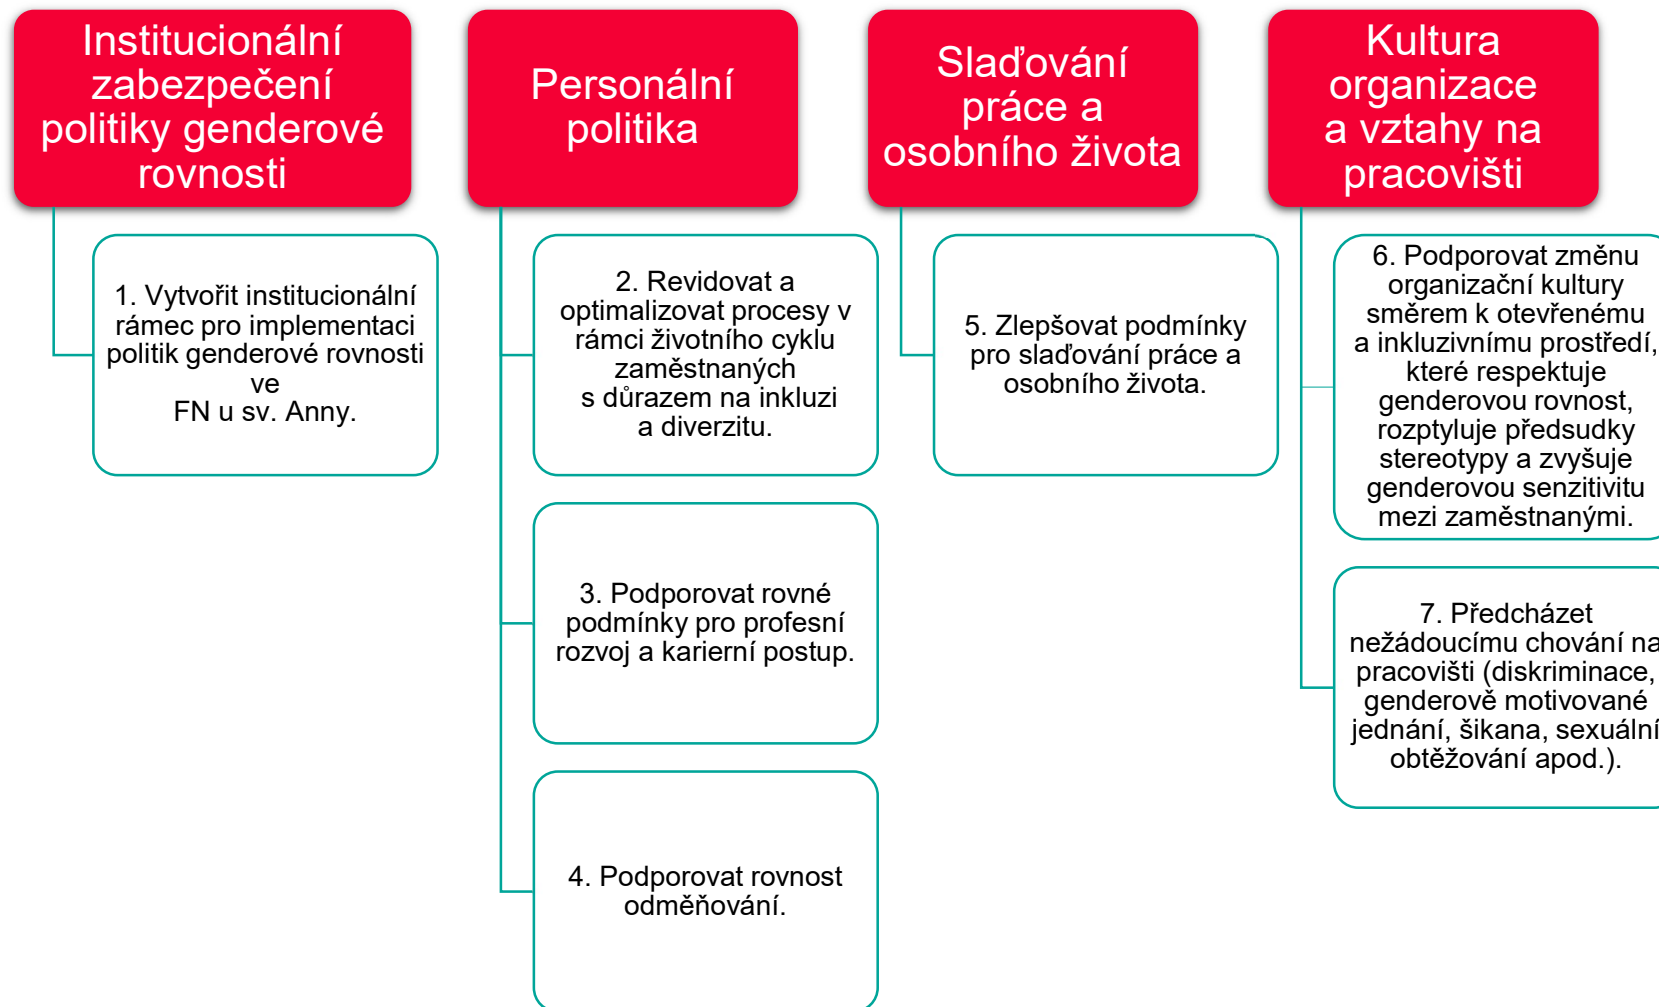 Institucionální
zabezpečení
politiky genderové
rovnosti
1. Vytvořit institucionální
rámec pro implementaci
politik genderové rovnosti
ve
FN u sv. Anny.
Personální
politika
2. Revidovat a
optimalizovat procesy v
rámci životního cyklu
zaměstnaných
s důrazem na inkluzi
a diverzitu.
3. Podporovat rovné
podmínky pro profesní
rozvoj a karierní postup.
4. Podporovat rovnost
odměňování.
Slaďování
práce a
osobního života
5. Zlepšovat podmínky
pro slaďování práce a
osobního života.
Kultura
organizace
a vztahy na
pracovišti
6. Podporovat změnu
organizační kultury
směrem k otevřenému
a inkluzivnímu prostředí,
které respektuje
genderovou rovnost,
rozptyluje předsudky
stereotypy a zvyšuje
genderovou senzitivitu
mezi zaměstnanými.
7. Předcházet
nežádoucímu chování na
pracovišti (diskriminace,
genderově motivované
jednání, šikana, sexuální
obtěžování apod.).